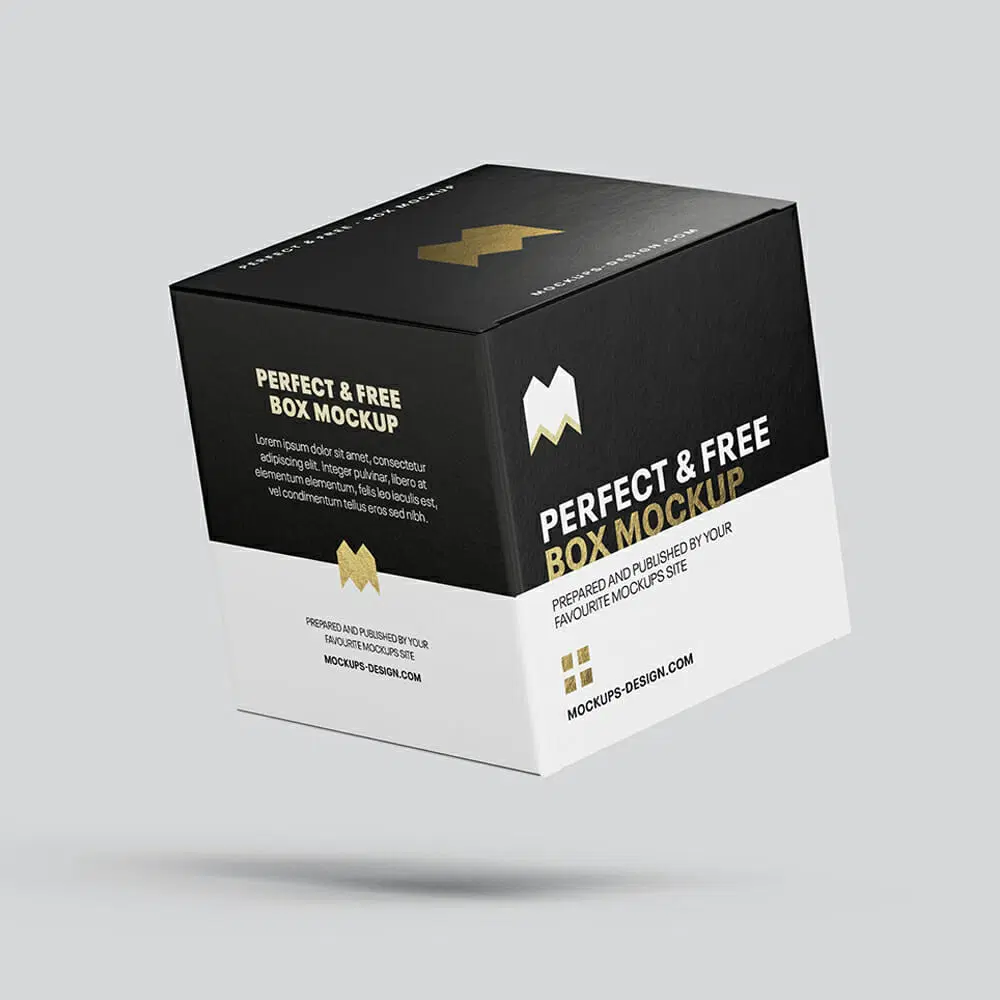 PERFECT & FREE · BOX MOCKUP
MOCKUPS-DESIGN.COM
PERFECT & FREE
BOX MOCKUP
Lorem ipsum dolor sit amet, consectetur
adipiscing elit. Integer pulvinar, libero at
elementum elementum, felis leo iaculis est,
vel condimentum tellus eros sed nibh.
PREPARED AND PUBLISHED BY YOUR
FAVOURITE MOCKUPS SITE
MOCKUPS-DESIGN.COM
PERFECT & FREE
BOX MOCKUP
PREPARED AND PUBLISHED BY YOUR
FAVOURITE MOCKUPS SITE
MOCKUPS-DESIGN.COM